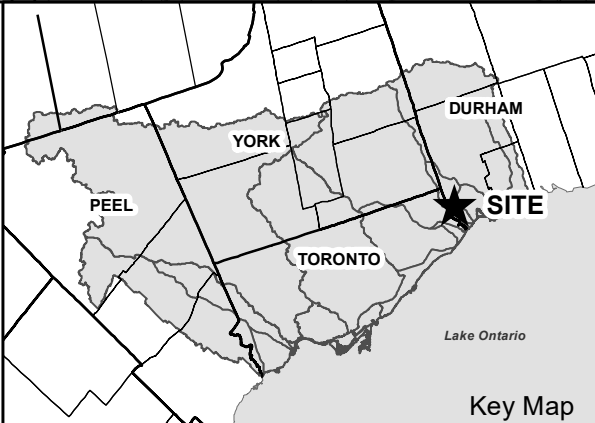 DURHAM
YORK
PEEL
SITE
TORONTO
Lake Ontario
Key Map